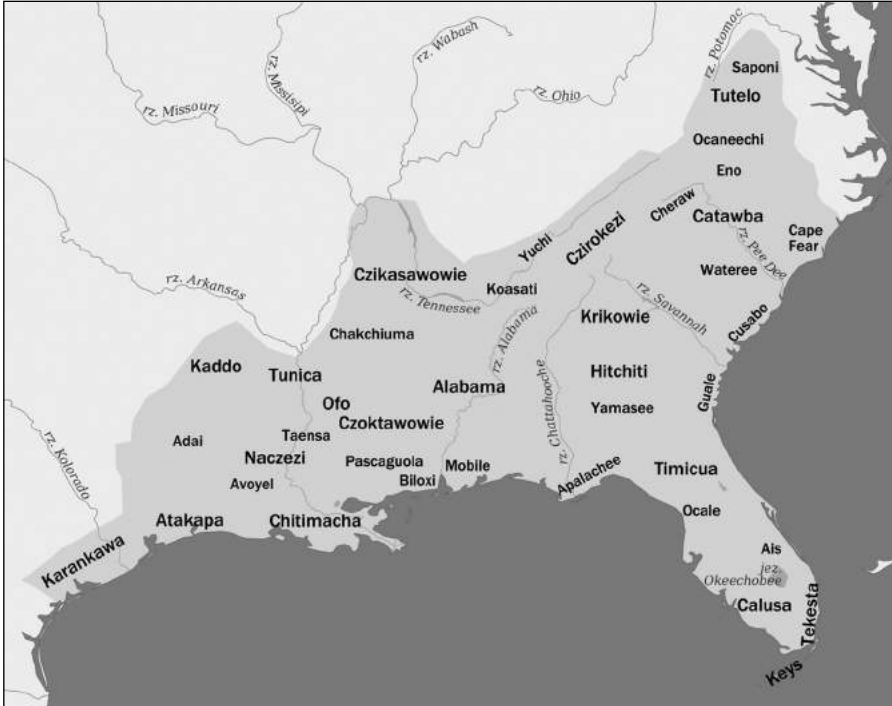 rz. Potomac
rz. Wabash
Saponi
rz. Missisipi
Tutelo
rz. Ohio
rz. Missouri
Ocaneechi
Eno
Cheraw
Catawba
Czirokezi
Cape
Fear
Yuchi
rz. Pee Dee
Wateree
Czikasawowie
rz. Arkansas
Koasati
rz. Tennessee
rz. Savannah
Krikowie
Cusabo
Chakchiuma
rz. Alabama
Kaddo
Tunica
Hitchiti
Alabama
Guale
Ofo
Yamasee
rz. Chattahooche
Czoktawowie
Taensa
Adai
Naczezi
Pascaguola
Mobile
rz. Kolorado
Biloxi
Avoyel
Apalachee
Timicua
Ocale
Atakapa
Chitimacha
Karankawa
Ais
jez.
Okeechobee
Calusa
Tekesta
Keys